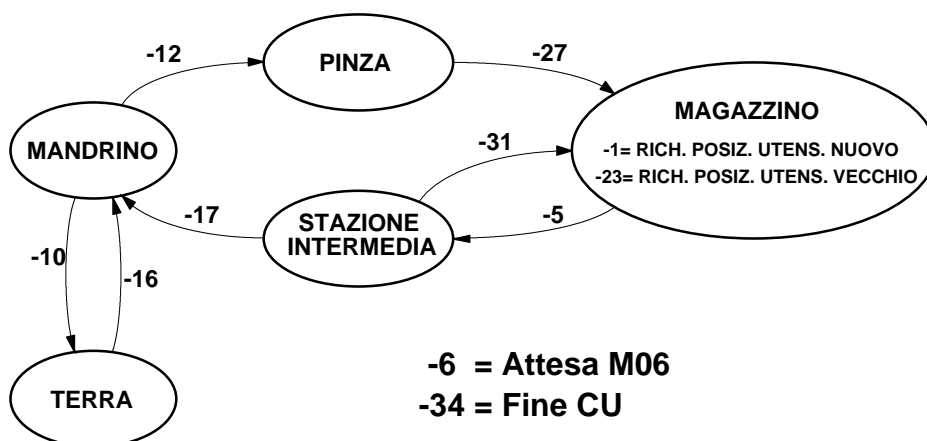 -12
PINZA
-27
MAGAZZINO
-1= RICH. POSIZ. UTENS. NUOVO
-23= RICH. POSIZ. UTENS. VECCHIO
MANDRINO
-31
-17
STAZIONE
INTERMEDIA
-5
-10
-16
TERRA
-6 = Attesa M06
-34 = Fine CU